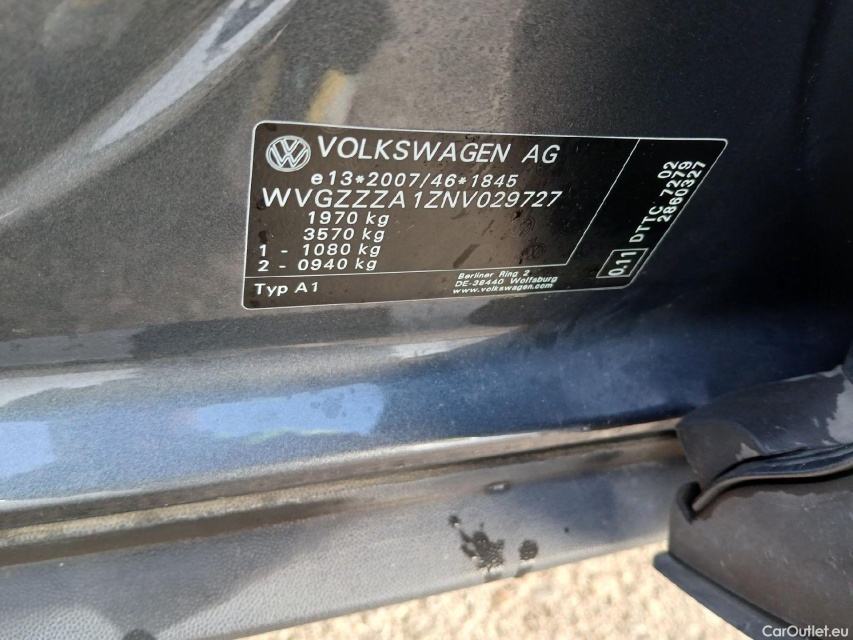 VOLKSWAGEN AG
e13*2007/46*1845
WVGZZZA1ZNV029727
1970 kg
3570 kg
1 - 1080 kg
2 - 0940 kg
Typ A1
Berliner Ring 2
DE-38440 Wolfsburg
www.volkswagen.com
0.11
DTTC 7202
7279
2860327
CarOutlet.eu